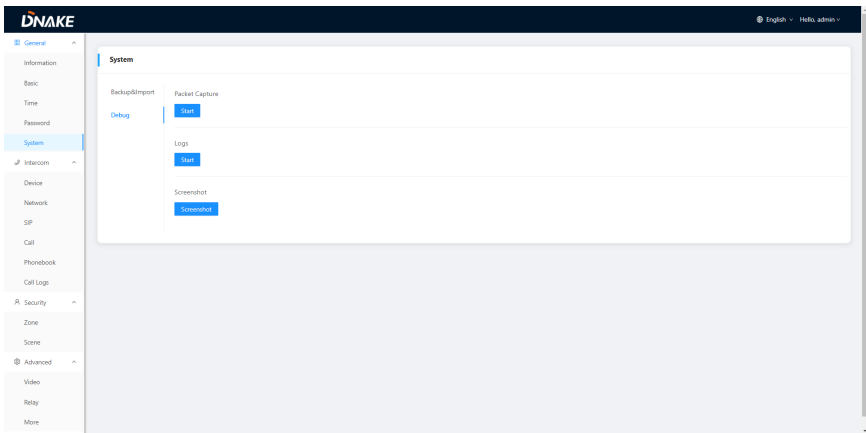 DNAKE
English
Hello, admin
General
Information
Basic
Time
Password
System
Intercom
Device
Network
SIP
Call
Phonebook
Call Logs
Security
Zone
Scene
Advanced
Video
Relay
More
System
Backup&Import
Debug
Packet Capture
Start
Logs
Start
Screenshot
Screenshot